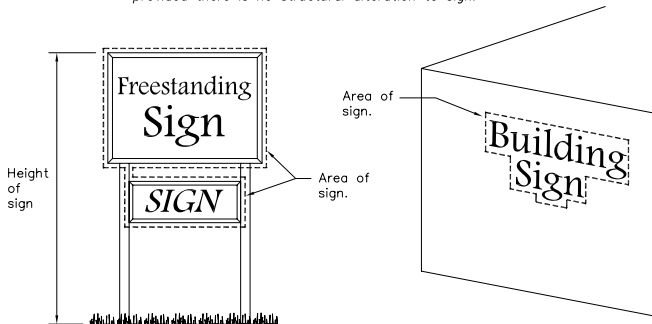 provided there is no structural alteration to sign.
Freestanding
Sign
SIGN
Height
of
sign
Area of
sign.
Area of
sign.
Building
Sign